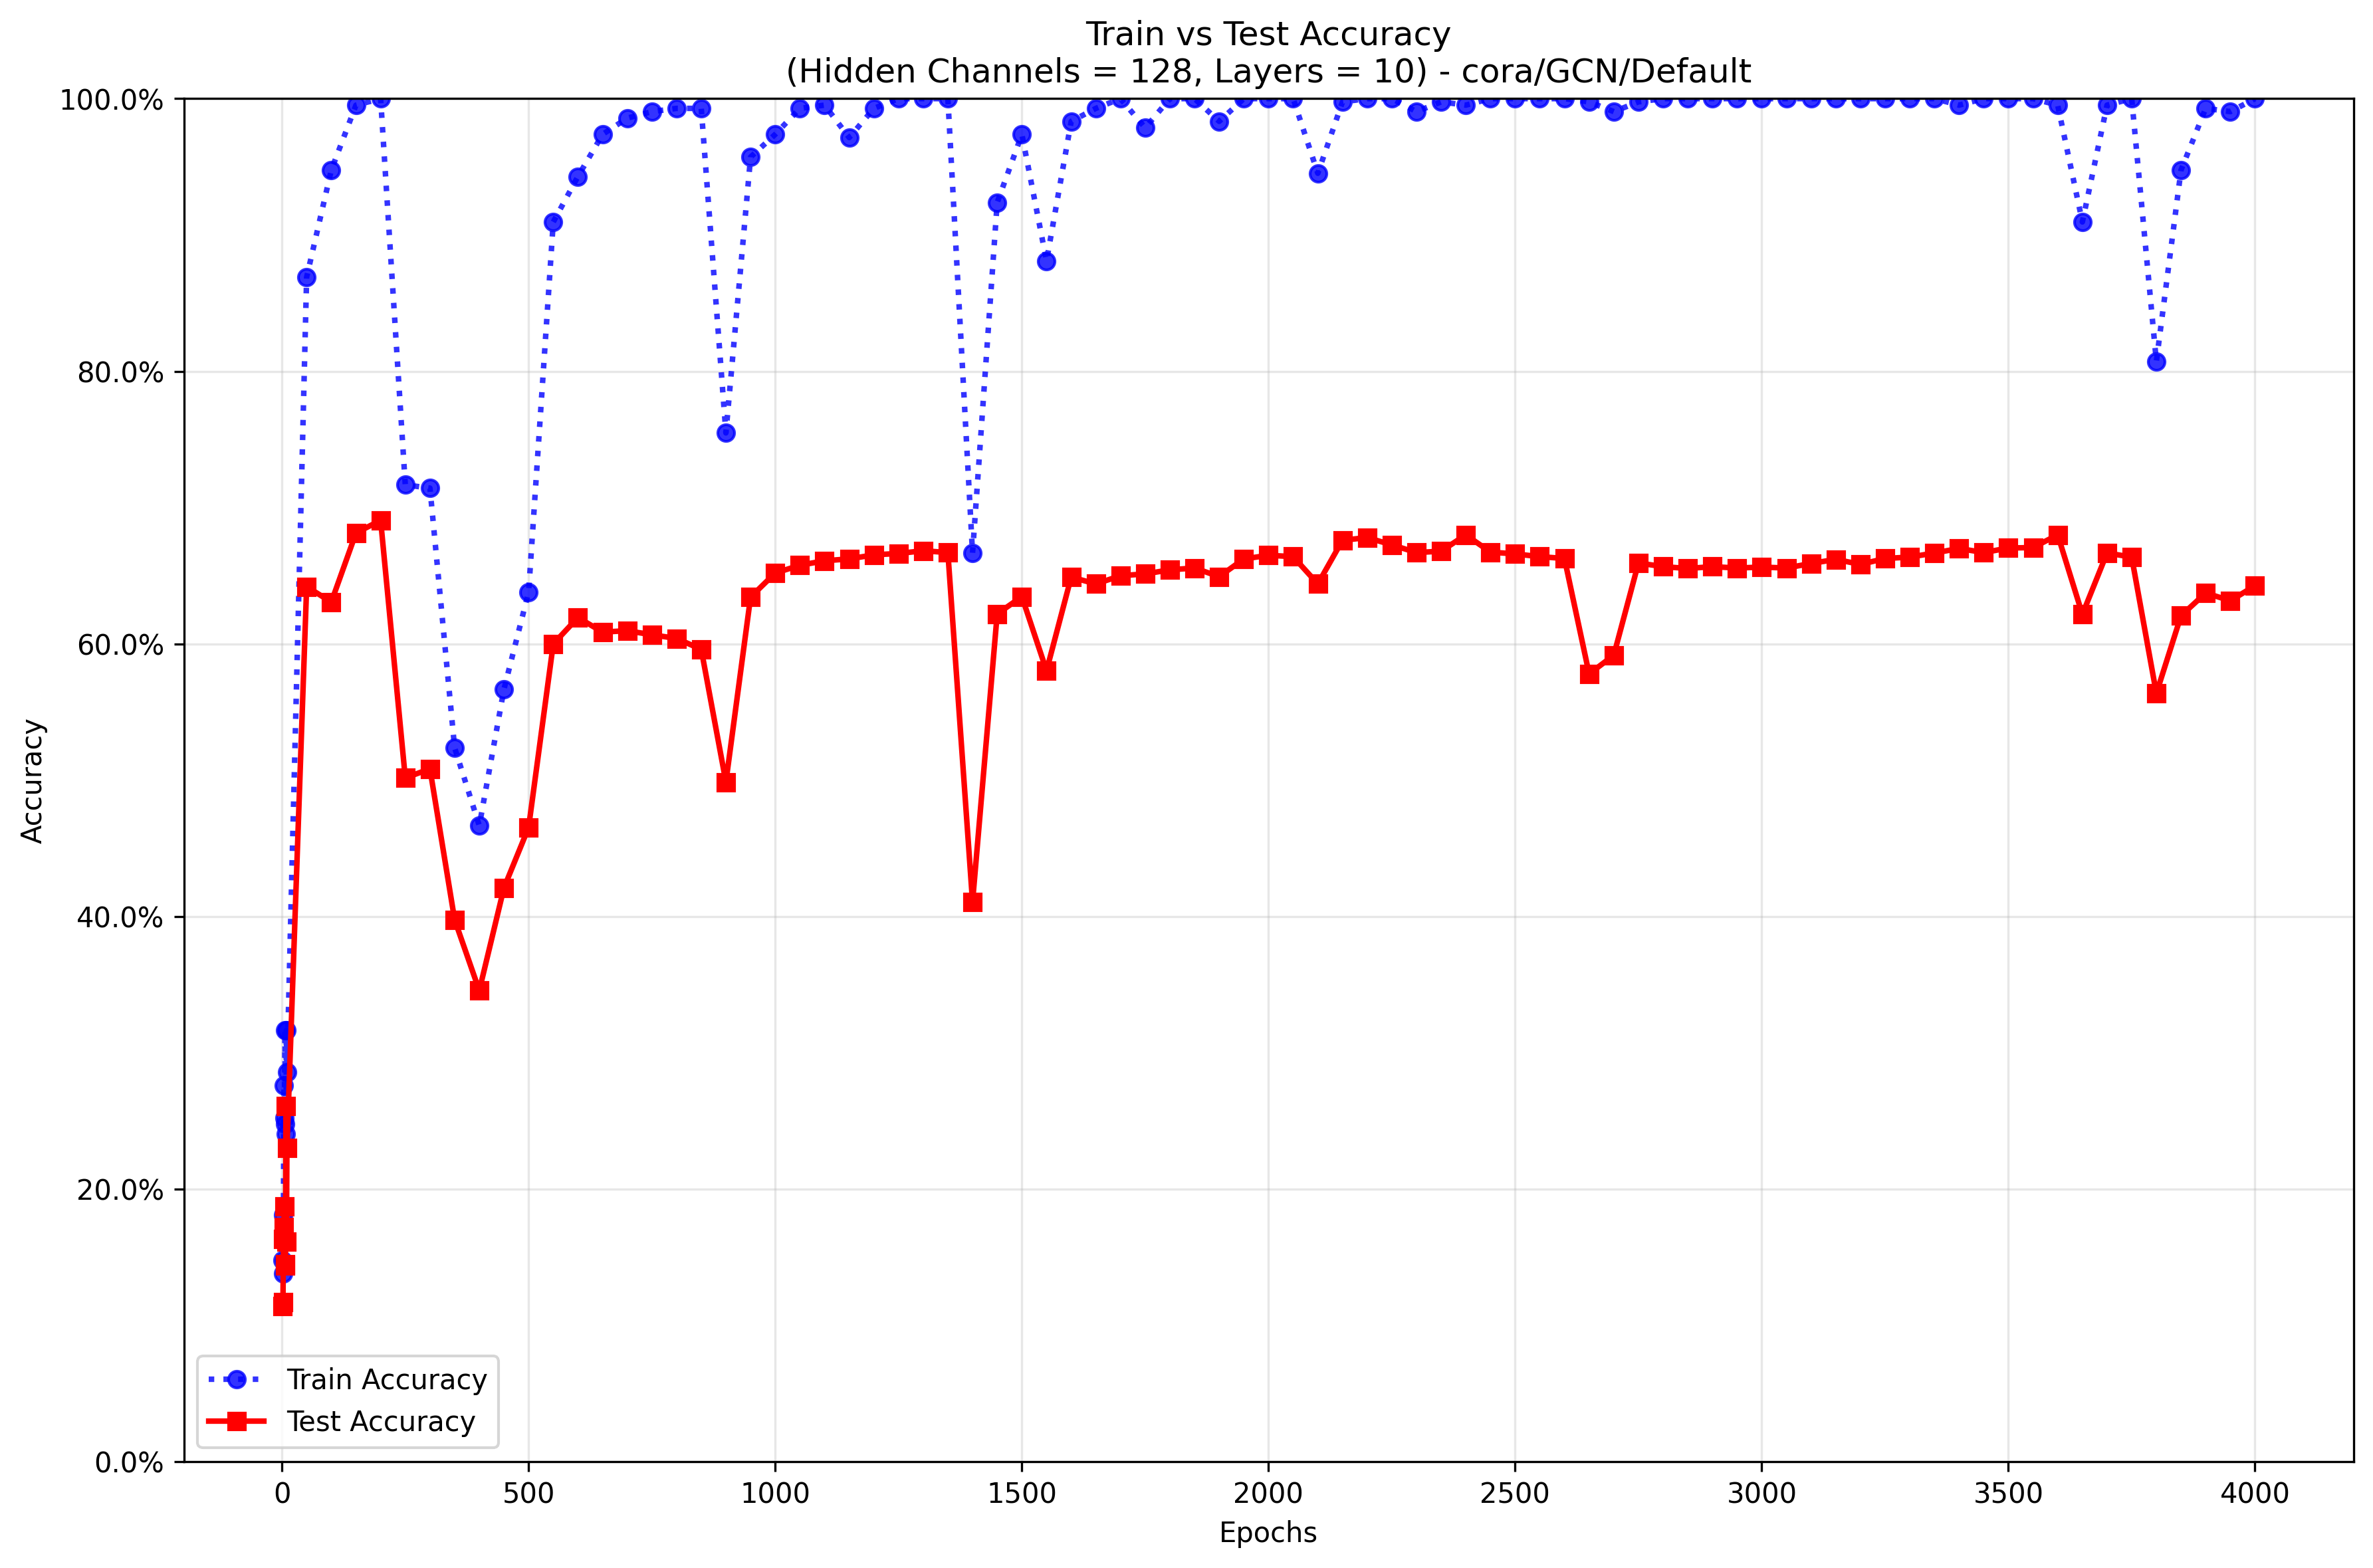 Train vs Test Accuracy
(Hidden Channels = 128, Layers = 10) - cora/GCN/Default
100.0%
80.0%
60.0%
40.0%
20.0%
0.0%
Accuracy
Train Accuracy
Test Accuracy
0 500 1000 1500 2000 2500 3000 3500 4000
Epochs